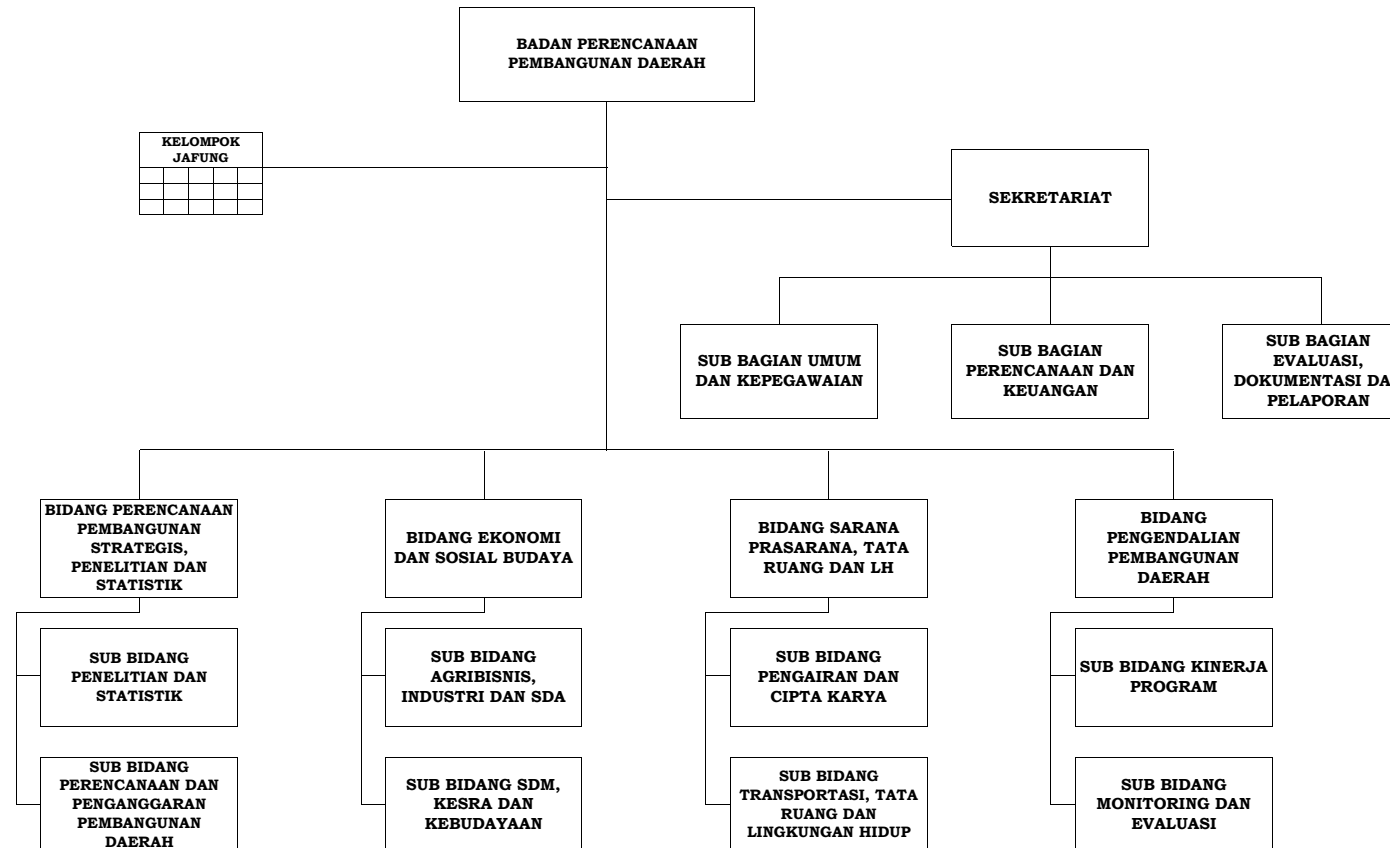 BADAN PERENCANAAN
PEMBANGUNAN DAERAH
KELOMPOK
JAFUNG
SEKRETARIAT
SUB BAGIAN UMUM
DAN KEPEGAWAIAN
SUB BAGIAN
PERENCANAAN DAN
KEUANGAN
SUB BAGIAN
EVALUASI,
DOKUMENTASI DA
PELAPORAN
BIDANG PERENCANAAN
PEMBANGUNAN
STRATEGIS,
PENELITIAN DAN
STATISTIK
BIDANG EKONOMI
DAN SOSIAL BUDAYA
BIDANG SARANA
PRASARANA, TATA
RUANG DAN LH
BIDANG
PENGENDALIAN
PEMBANGUNAN
DAERAH
SUB BIDANG
PENELITIAN DAN
STATISTIK
SUB BIDANG
AGRIBISNIS,
INDUSTRI DAN SDA
SUB BIDANG
PENGAIRAN DAN
CIPTA KARYA
SUB BIDANG KINERJA
PROGRAM
SUB BIDANG
PERENCANAAN DAN
PENGANGGARAN
PEMBANGUNAN
DAERAH
SUB BIDANG SDM,
KESRA DAN
KEBUDAYAAN
SUB BIDANG
TRANSPORTASI, TATA
RUANG DAN
LINGKUNGAN HIDUP
SUB BIDANG
MONITORING DAN
EVALUASI